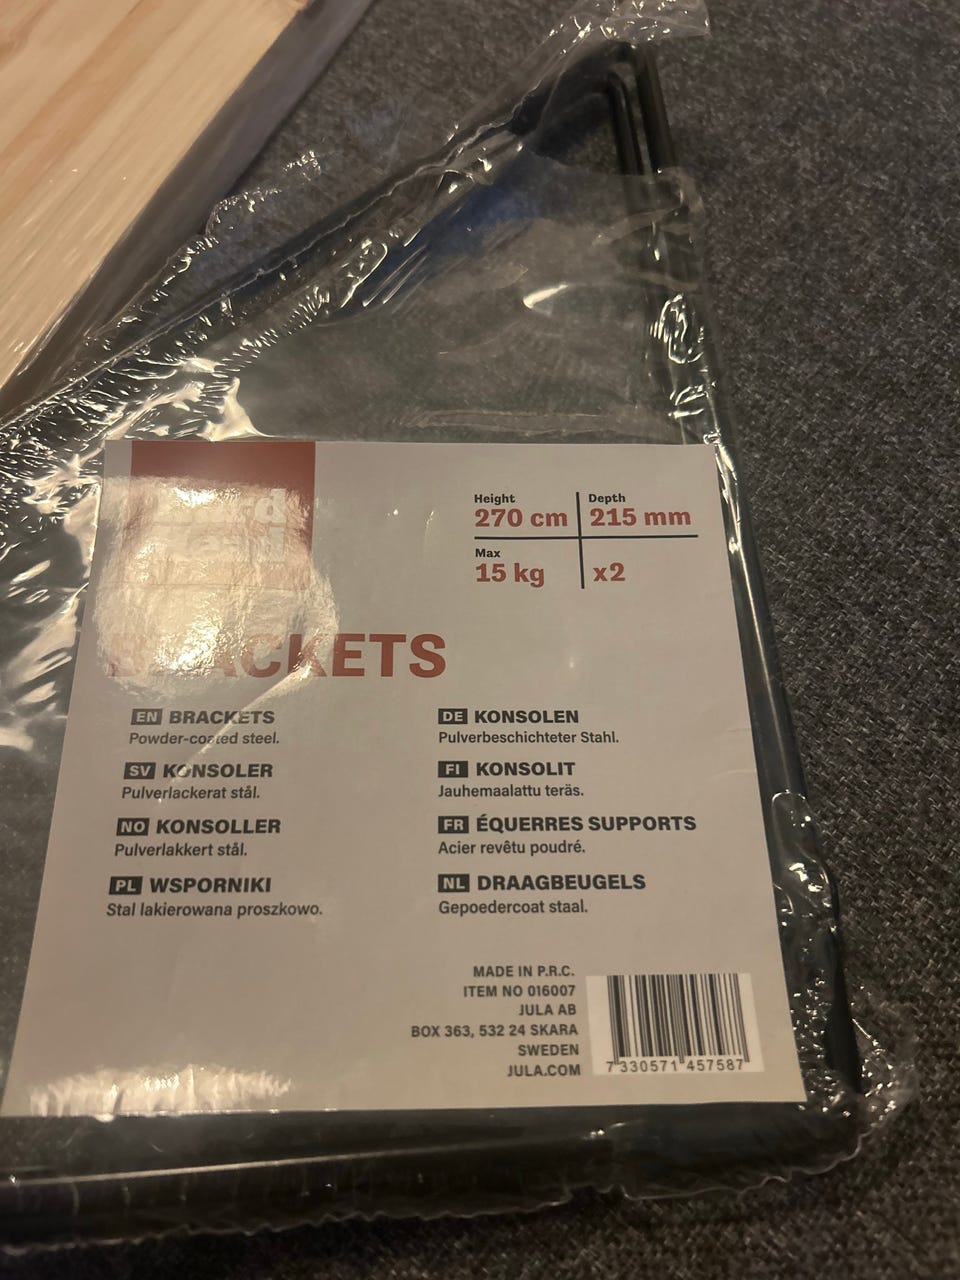 Hard
Head
Height
270 cm
Depth
215 mm
Max
15 kg
x2
BRACKETS
EN BRACKETS
Powder-coated steel.
SV KONSOLER
Pulverlackerat stål.
NO KONSOLLER
Pulverlakkert stål.
PL WSPORNIKI
Stal lakierowana proszkowo.
DE KONSOLEN
Pulverbeschichteter Stahl.
FI KONSOLIT
Jauhemaalattu teräs.
FR ÉQUERRES SUPPORTS
Acier revêtu poudré.
NL DRAAGBEUGELS
Gepoedercoat staal.
MADE IN P.R.C.
ITEM NO 016007
JULA AB
BOX 363, 532 24 SKARA
SWEDEN
JULA.COM
7 330571 457587